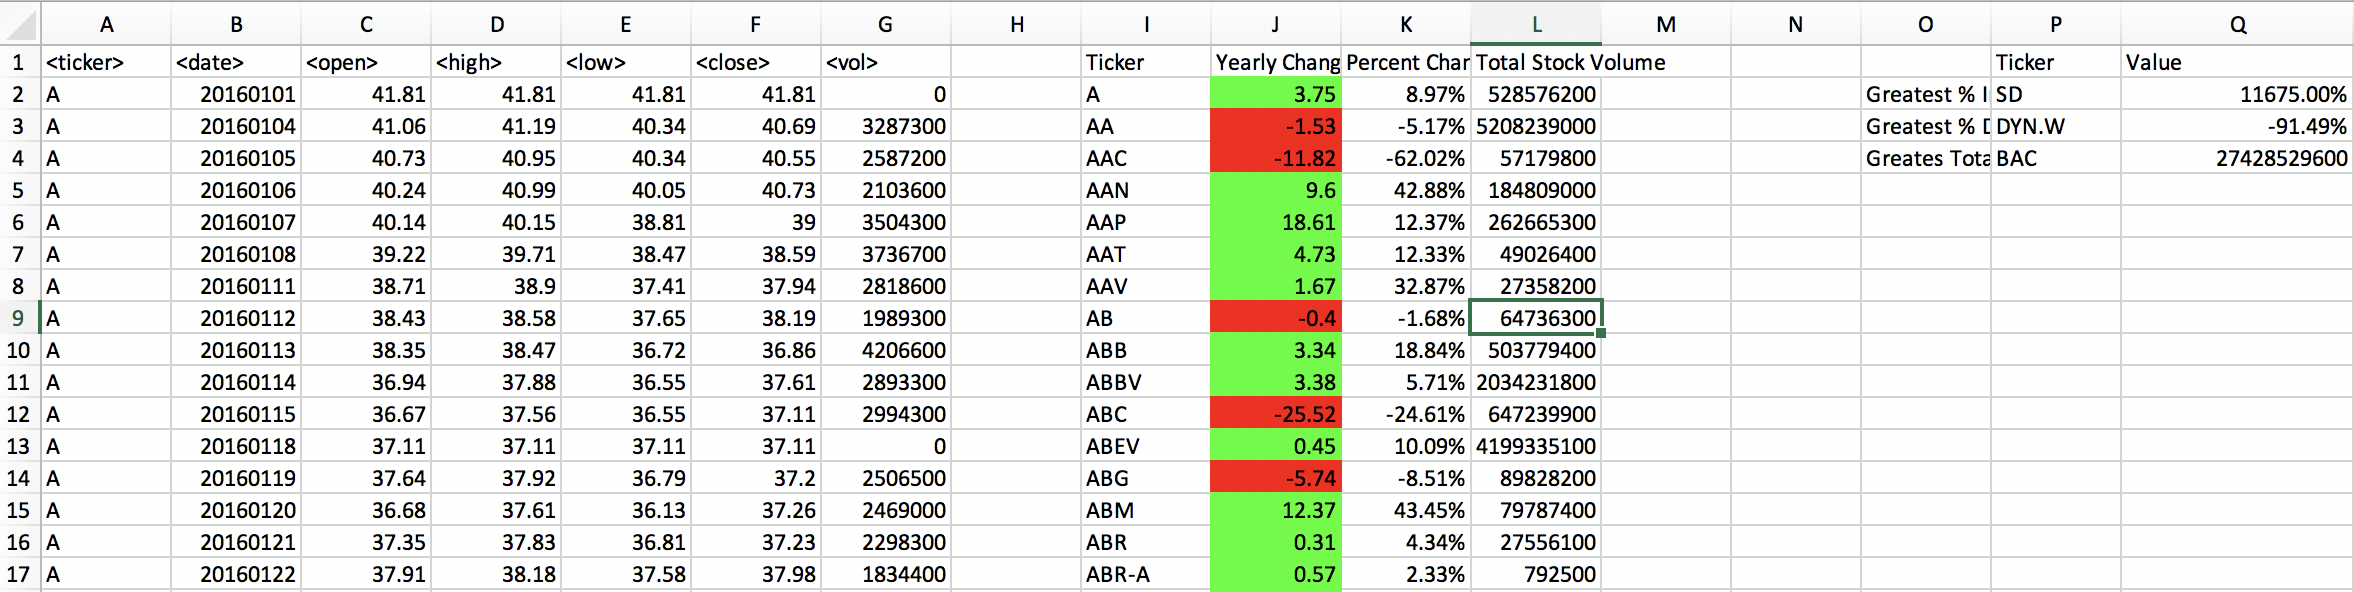 A B C D E F G H I J K L M N O P Q
1 <ticker> <date> <open> <high> <low> <close> <vol> Ticker Yearly Chang Percent Char Total Stock Volume Ticker Value
2 A 20160101 41.81 41.81 41.81 41.81 0 A 3.75 8.97% 528576200 Greatest % I SD 11675.00%
3 A 20160104 41.06 41.19 40.34 40.69 3287300 AA -1.53 -5.17% 5208239000 Greatest % D DYN.W -91.49%
4 A 20160105 40.73 40.95 40.34 40.55 2587200 AAC -11.82 -62.02% 57179800 Greates Tota BAC 27428529600
5 A 20160106 40.24 40.99 40.05 40.73 2103600 AAN 9.6 42.88% 184809000
6 A 20160107 40.14 40.15 38.81 39 3504300 AAP 18.61 12.37% 262665300
7 A 20160108 39.22 39.71 38.47 38.59 3736700 AAT 4.73 12.33% 49026400
8 A 20160111 38.71 38.9 37.41 37.94 2818600 AAV 1.67 32.87% 27358200
9 A 20160112 38.43 38.58 37.65 38.19 1989300 AB -0.4 -1.68% 64736300
10 A 20160113 38.35 38.47 36.72 36.86 4206600 ABB 3.34 18.84% 503779400
11 A 20160114 36.94 37.88 36.55 37.61 2893300 ABBV 3.38 5.71% 2034231800
12 A 20160115 36.67 37.56 36.55 37.11 2994300 ABC -25.52 -24.61% 647239900
13 A 20160118 37.11 37.11 37.11 37.11 0 ABEV 0.45 10.09% 4199335100
14 A 20160119 37.64 37.92 36.79 37.2 2506500 ABG -5.74 -8.51% 89828200
15 A 20160120 36.68 37.61 36.13 37.26 2469000 ABM 12.37 43.45% 79787400
16 A 20160121 37.35 37.83 36.81 37.23 2298300 ABR 0.31 4.34% 27556100
17 A 20160122 37.91 38.18 37.58 37.98 1834400 ABR-A 0.57 2.33% 792500